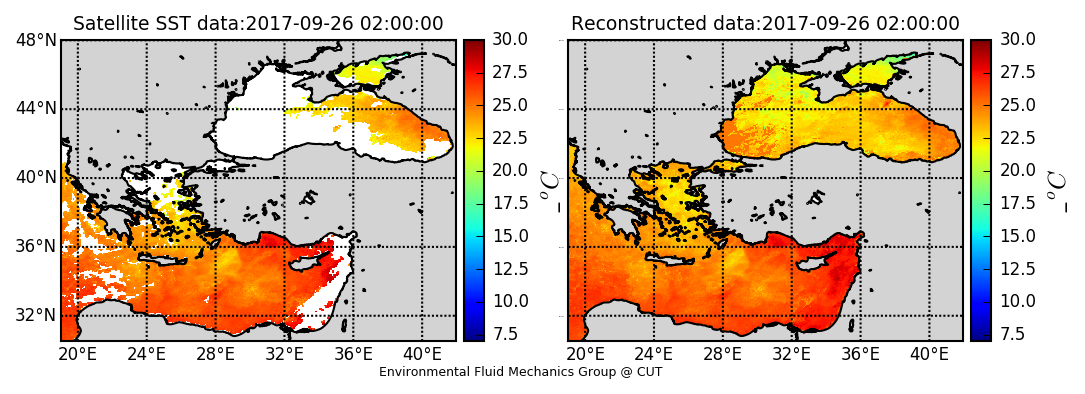 Satellite SST data:2017-09-26 02:00:00
48°N
44°N
40°N
36°N
32°N
20°E 24°E 28°E 32°E 36°E 40°E
30.0
27.5
25.0
22.5
20.0
17.5
15.0
12.5
10.0
7.5
_°C
Reconstructed data:2017-09-26 02:00:00
20°E 24°E 28°E 32°E 36°E 40°E
30.0
27.5
25.0
22.5
20.0
17.5
15.0
12.5
10.0
7.5
_°C
Environmental Fluid Mechanics Group @ CUT